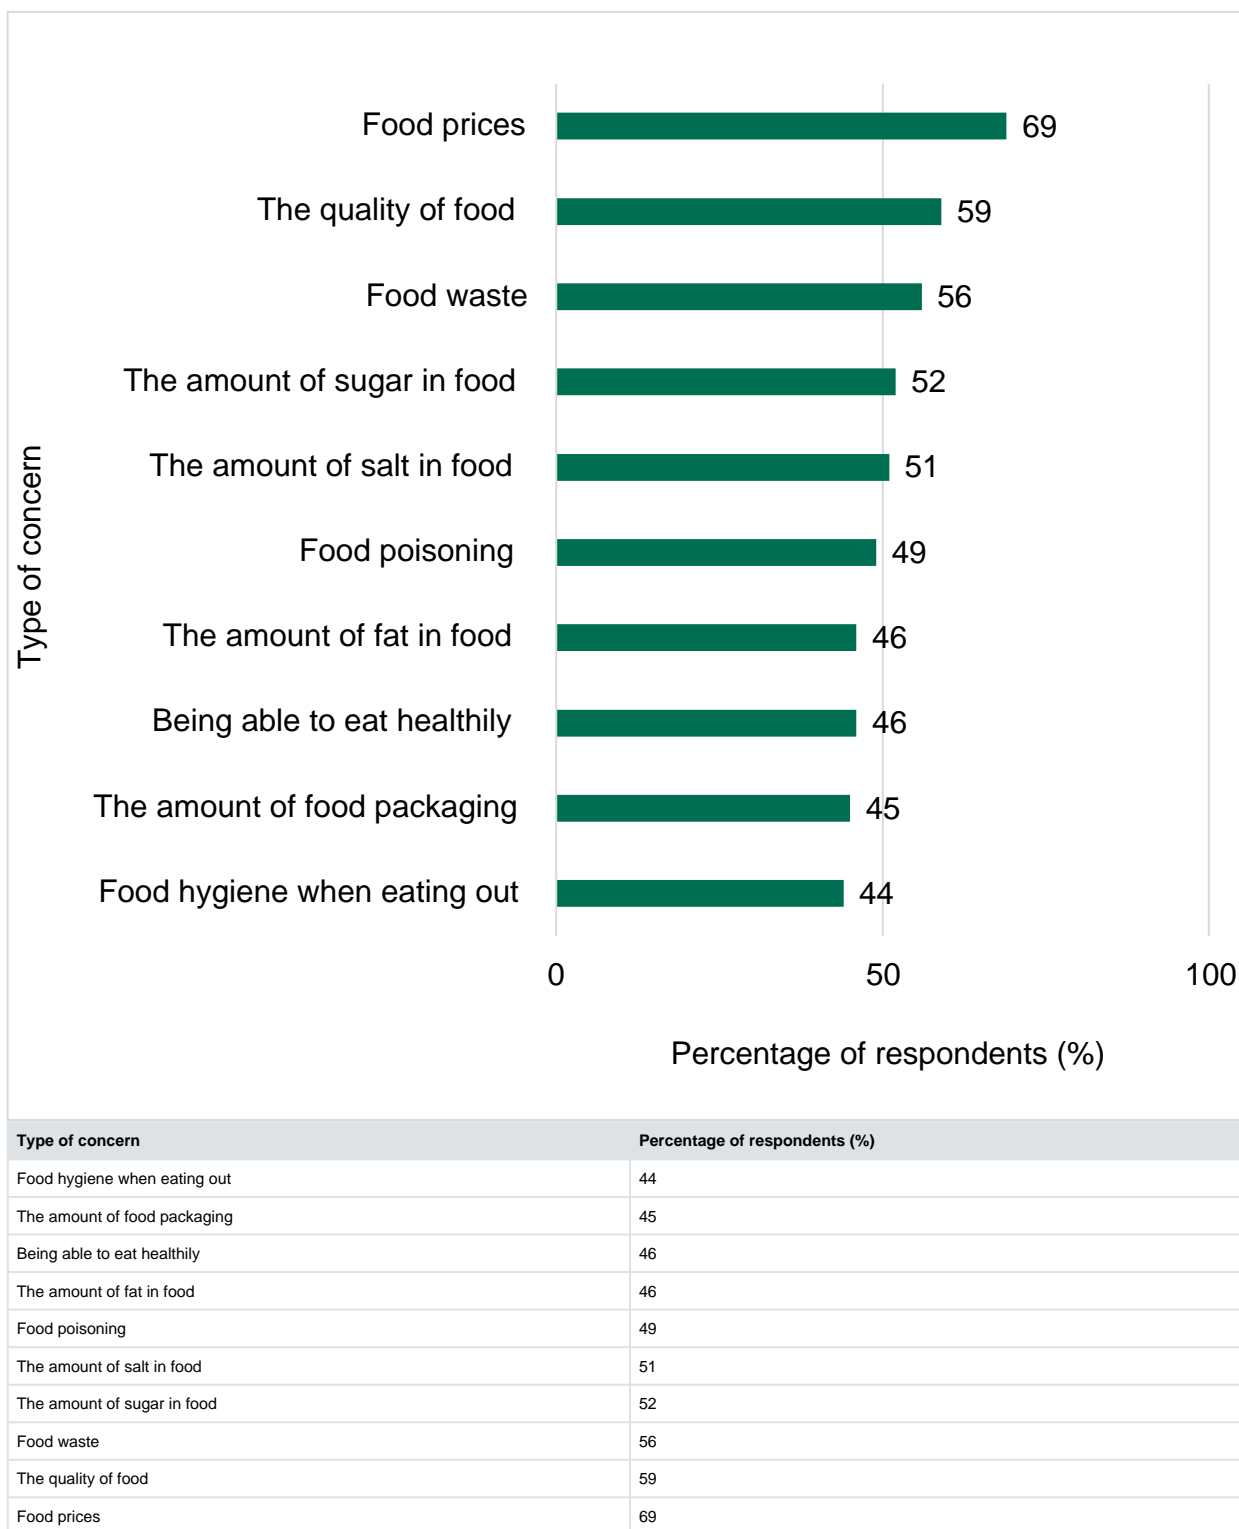 Food prices 69
The quality of food 59
Food waste 56
The amount of sugar in food 52
The amount of salt in food 51
Food poisoning 49
The amount of fat in food 46
Being able to eat healthily 46
The amount of food packaging 45
Food hygiene when eating out 44
Type of concern
0 50 100
Percentage of respondents (%)
Type of concern Percentage of respondents (%)
Food hygiene when eating out 44
The amount of food packaging 45
Being able to eat healthily 46
The amount of fat in food 46
Food poisoning 49
The amount of salt in food 51
The amount of sugar in food 52
Food waste 56
The quality of food 59
Food prices 69